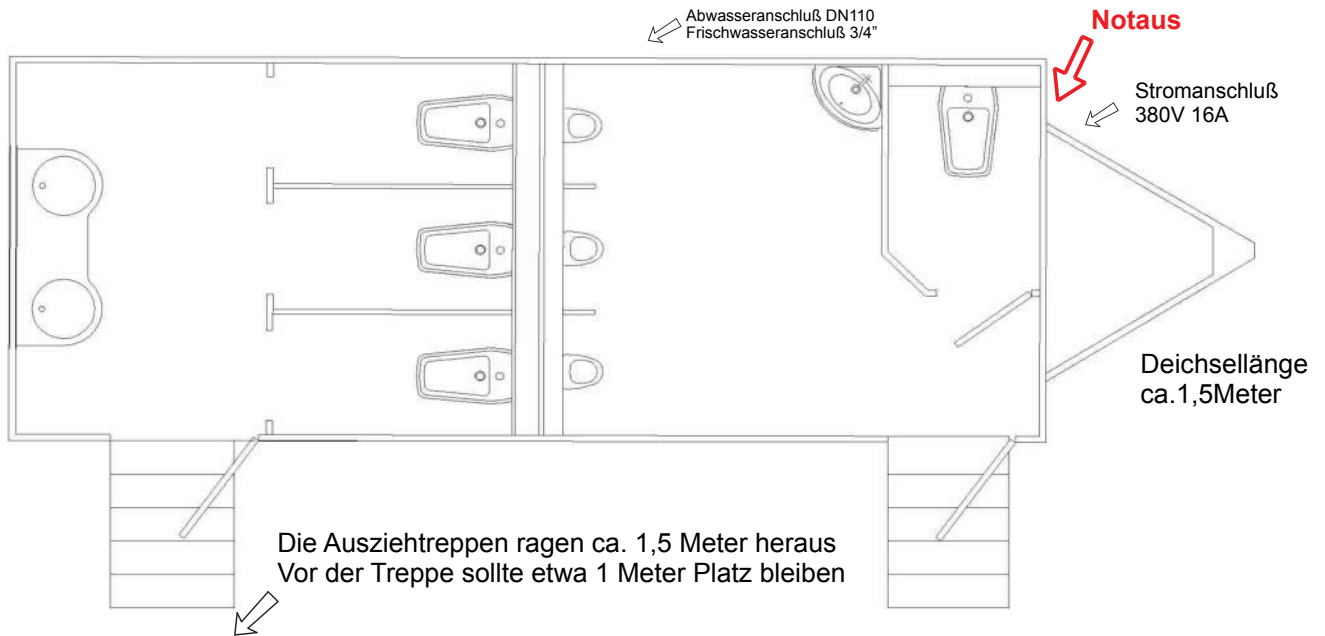 Abwasseranschluß DN110
Frischwasseranschluß 3/4”
Notaus
Stromanschluß
380V 16A
Deichsellänge
ca.1,5Meter
Die Ausziehtreppen ragen ca. 1,5 Meter heraus
Vor der Treppe sollte etwa 1 Meter Platz bleiben